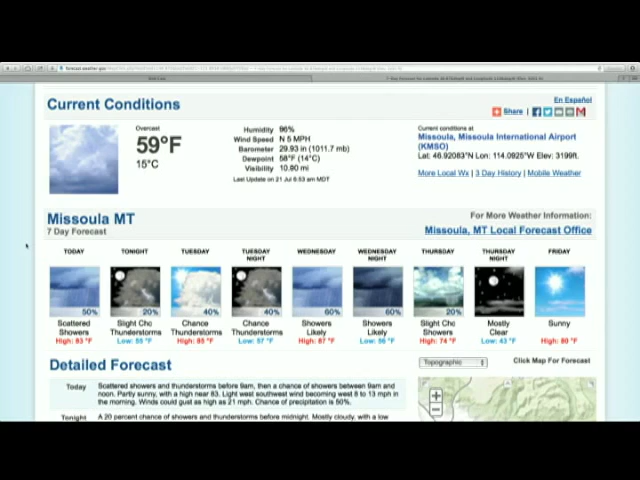 Current Conditions
En Español
Share
Overcast
59°F
15°C
Humidity 96%
Wind Speed N 5 MPH
Barometer 29.93 in (1011.7 mb)
Dewpoint 58°F (14°C)
Visibility 10.00 mi
Last Update on 21 Jul 6:53 am MDT
Current conditions at
Missoula, Missoula International Airport
(KMSO)
Lat: 46.92083°N Lon: 114.0925°W Elev: 3199ft.
More Local Wx | 3 Day History | Mobile Weather
Missoula MT
7 Day Forecast
For More Weather Information:
Missoula, MT Local Forecast Office
TODAY TONIGHT TUESDAY TUESDAY NIGHT WEDNESDAY WEDNESDAY NIGHT THURSDAY THURSDAY NIGHT FRIDAY
50% 20% 40% 40% 60% 60% 20%
Scattered Showers Slight Chc Thunderstorms Chance Thunderstorms Chance Thunderstorms Showers Likely Showers Likely Slight Chc Showers Mostly Clear Sunny
High: 83 °F Low: °F High: °F Low: 57 °F High: 67 °F Low: °F High: 74 °F Low: 43 °F High: 80 °F
Detailed Forecast
Topographic
Click Map For Forecast
Today
Scattered showers and thunderstorms before 9am, then a chance of showers between 9am and
noon. Partly sunny, with a high near 83. Light west southwest wind becoming west 8 to 13 mph in
the morning. Winds could gust as high as 21 mph. Chance of precipitation is 50%.
Tonight
A 20 percent chance of showers and thunderstorms before midnight. Mostly cloudy, with a low